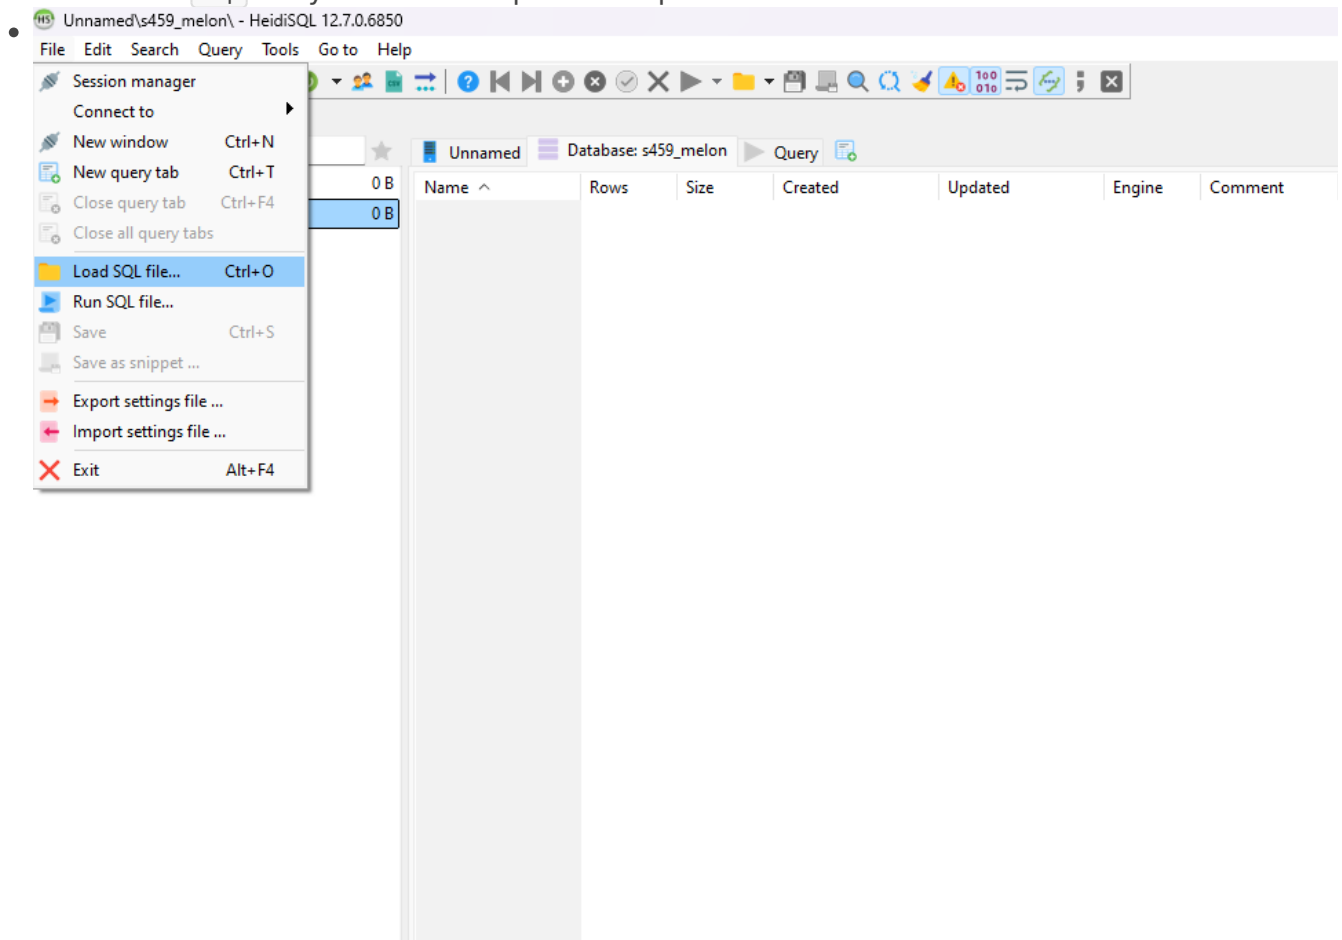 Unnamed\s459_melon\ - HeidiSQL 12.7.0.6850
File Edit Search Query Tools Go to Help
Session manager
Connect to
New window Ctrl+N
New query tab Ctrl+T
Close query tab Ctrl+F4
Close all query tabs
Load SQL file... Ctrl+O
Run SQL file...
Save Ctrl+S
Save as snippet ...
Export settings file ...
Import settings file ...
Exit Alt+F4
0 B
0 B
Unnamed Database: s459_melon Query
Name Rows Size Created Updated Engine Comment